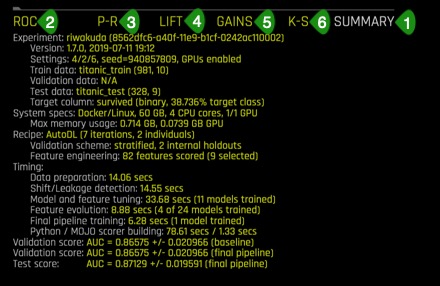 ROC 2 P-R 3 LIFT 4 GAINS 5 K-S 6 SUMMARY 1
Experiment: riwakuda (8562dfc6-a40f-11e9-b1cf-0242ac110002)
Version: 1.7.0, 2019-07-11 19:12
Settings: 4/2/6, seed=940857809, GPUs enabled
Train data: titanic_train (981, 10)
Validation data: N/A
Test data: titanic_test (328, 9)
Target column: survived (binary, 38.736% target class)
System specs: Docker/Linux, 60 GB, 4 CPU cores, 1/1 GPU
Max memory usage: 0.714 GB, 0.0739 GB GPU
Recipe: AutoDL (7 iterations, 2 individuals)
Validation scheme: stratified, 2 internal holdouts
Feature engineering: 82 features scored (9 selected)
Timing:
Data preparation: 14.06 secs
Shift/Leakage detection: 14.55 secs
Model and feature tuning: 33.68 secs (11 models trained)
Feature evolution: 8.88 secs (4 of 24 models trained)
Final pipeline training: 6.28 secs (1 model trained)
Python / MOJO scorer building: 78.61 secs / 1.33 secs
Validation score: AUC = 0.86575 +/- 0.020966 (baseline)
Validation score: AUC = 0.86575 +/- 0.020966 (final pipeline)
Test score: AUC = 0.87129 +/- 0.019591 (final pipeline)